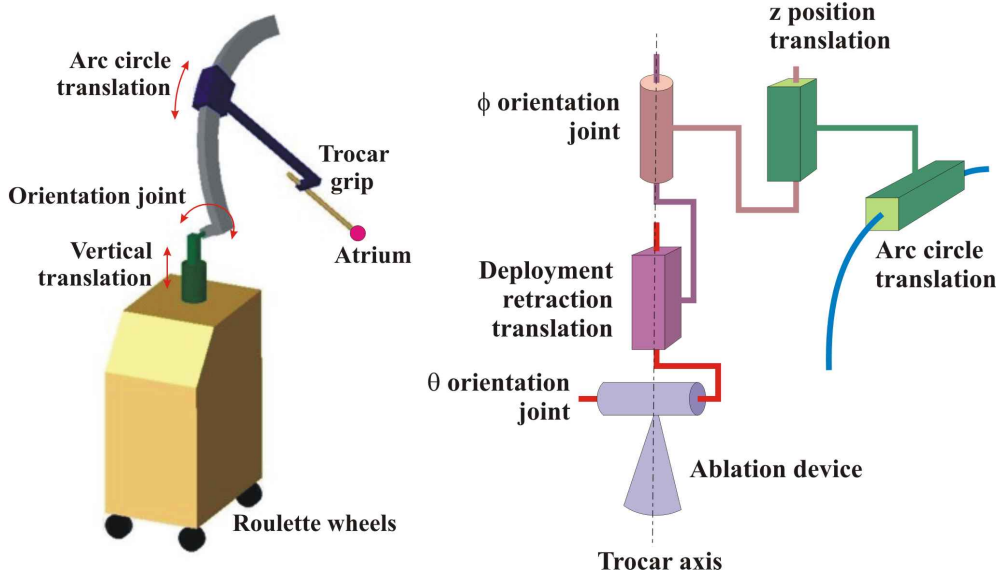 Arc circle
translation
Trocar
grip
Orientation joint
Atrium
Vertical
translation
Roulette wheels
z position
translation
ϕ orientation
joint
Arc circle
translation
Deployment
retraction
translation
θ orientation
joint
Ablation device
Trocar axis